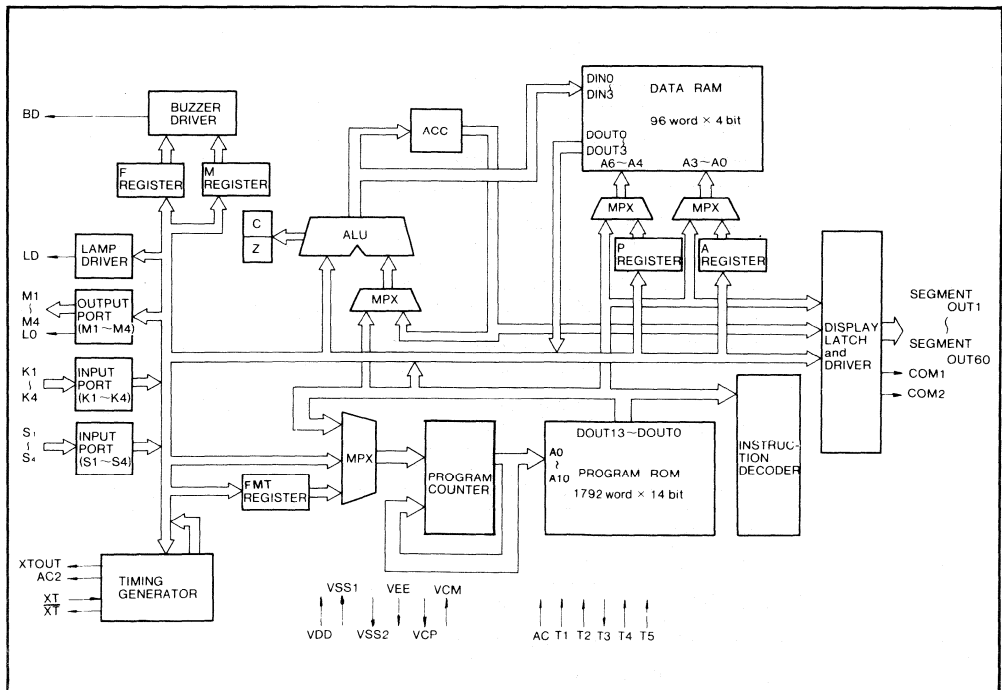 BD
BUZZER
DRIVER
F
REGISTER
M
REGISTER
LD
LAMP
DRIVER
M1
~
M4
L0
OUTPUT
PORT
(M1~M4)
K1
~
K4
INPUT
PORT
(K1~K4)
S1
~
S4
INPUT
PORT
(S1~S4)
XTOUT
AC2
XT
XT
TIMING
GENERATOR
FMT
REGISTER
C
Z
ALU
ACC
MPX
MPX
PROGRAM
COUNTER
DIN0
~
DIN3
DATA RAM
96 word × 4 bit
DOUT0
~
DOUT3
A6~A4
A3~A0
MPX
MPX
P
REGISTER
A
REGISTER
DOUT13~DOUT0
A0
~
A10
PROGRAM ROM
1792 word × 14 bit
INSTRUC-
TION
DECODER
DISPLAY
LATCH
and
DRIVER
SEGMENT
OUT1
~
SEGMENT
OUT60
COM1
COM2
VSS1
VEE
VCM
VDD
VSS2
VCP
AC T1 T2 T3 T4 T5